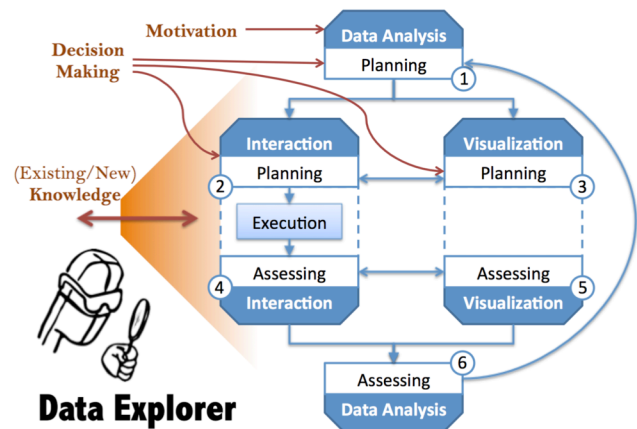 Motivation
Data Analysis
Planning
1
Decision
Making
Interaction
Planning
2
Visualization
Planning
3
(Existing/New)
Knowledge
Execution
Assessing
Interaction
4
Assessing
Visualization
5
Assessing
Data Analysis
6
Data Explorer